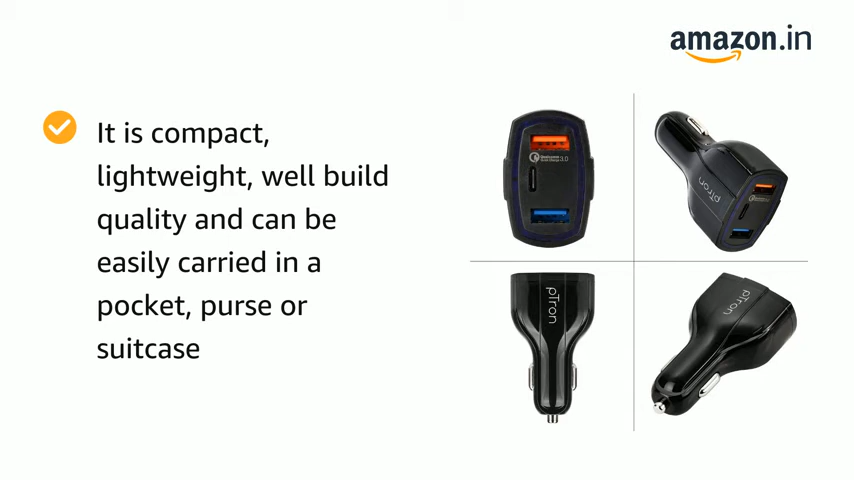 amazon.in
It is compact,
lightweight, well build
quality and can be
easily carried in a
pocket, purse or
suitcase
3.0
pTron
pTron
pTron